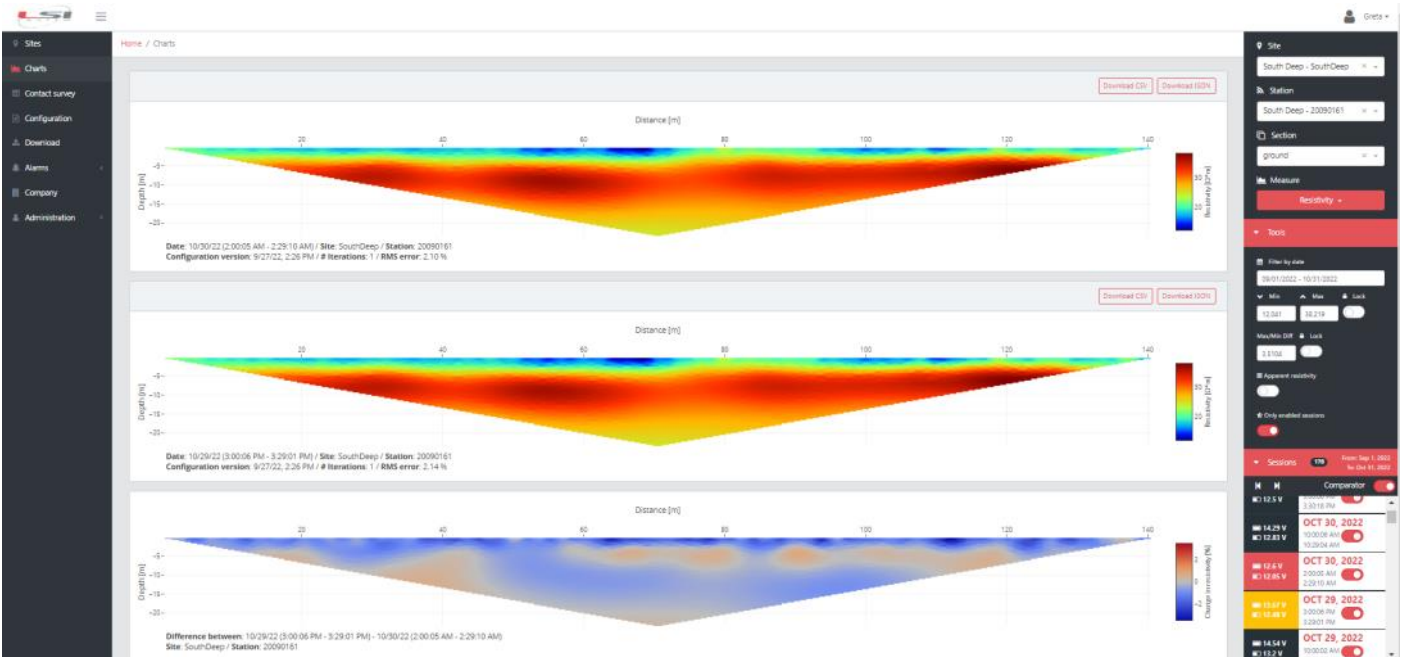 LSI
Greta
Sites
Charts
Contact survey
Configuration
Download
Alarms
Company
Administration
Home / Charts
Download CSV Download JSON
Distance [m]
20 40 60 80 100 120 140
-5
-10
-15
-20
Depth [m]
30
20
Resistivity [Ω*m]
Date: 10/30/22 (2:00:05 AM - 2:29:10 AM) / Site: SouthDeep / Station: 20090161
Configuration version: 9/27/22, 2:26 PM / # Iterations: 1 / RMS error: 2.10 %
Download CSV Download JSON
Distance [m]
20 40 60 80 100 120 140
-5
-10
-15
-20
Depth [m]
30
20
Resistivity [Ω*m]
Date: 10/29/22 (3:00:06 PM - 3:29:01 PM) / Site: SouthDeep / Station: 20090161
Configuration version: 9/27/22, 2:26 PM / # Iterations: 1 / RMS error: 2.14 %
Distance [m]
20 40 60 80 100 120 140
-5
-10
-15
-20
Depth [m]
2
0
-2
Change in resistivity [%]
Difference between: 10/29/22 (3:00:06 PM - 3:29:01 PM) - 10/30/22 (2:00:05 AM - 2:29:10 AM)
Site: SouthDeep / Station: 20090161
Site
South Deep - SouthDeep
Station
South Deep - 20090161
Section
ground
Measure
Resistivity
Tools
Filter by date
09/01/2022 - 10/31/2022
Min Max Lock
12.041
Max/Min Diff Lock
3.5104
Apparent resistivity
Only enabled sessions
Sessions 176 From: Sep 1, 2022
To: Oct 31, 2022
Comparator
12.5 V
3:30:18 PM
14.29 V OCT 30, 2022
12.83 V
10:29:04 AM
12.6 V OCT 30, 2022
12.05 V 2:00:05 AM
2:29:10 AM
OCT 29, 2022
3:00:06 PM
3:29:01 PM
14.54 V OCT 29, 2022
13.2 V 10:00:02 AM